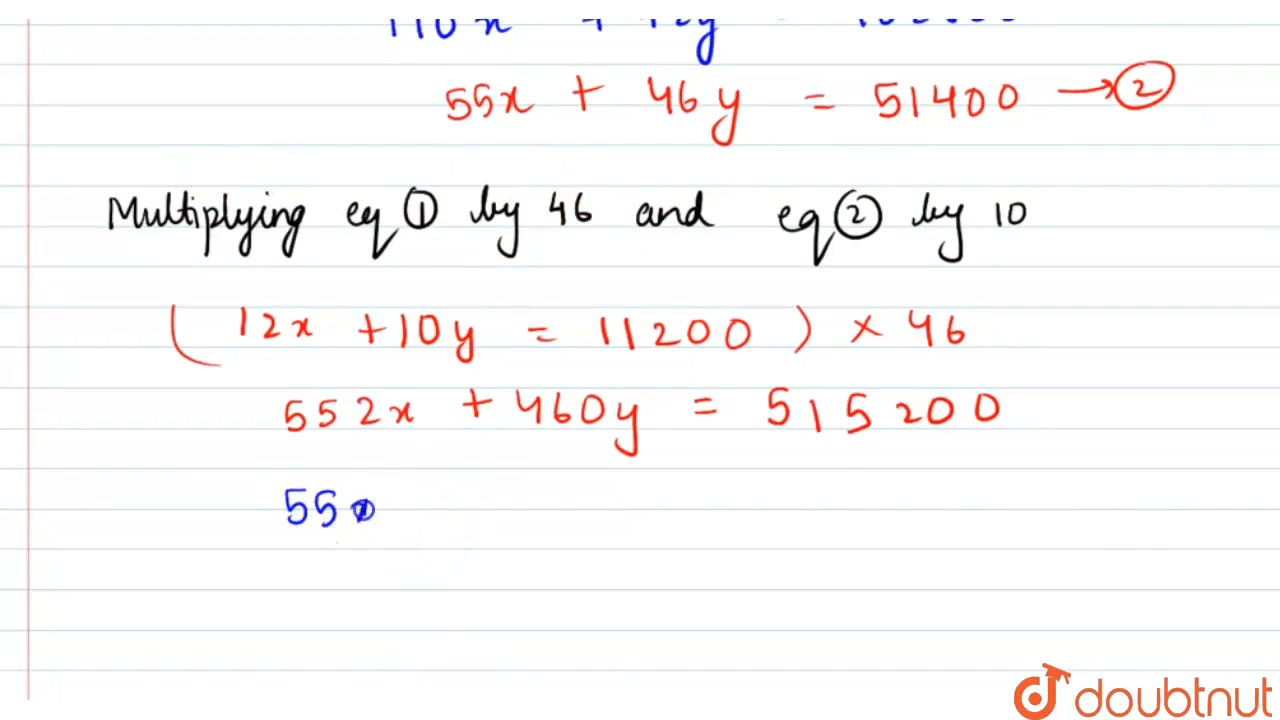 55x + 46y = 51400 → ②
Multiplying eq ① by 46 and eq ② by 10
( 12x + 10y = 11200 ) × 46
552x + 460y = 515200
55
doubtnut